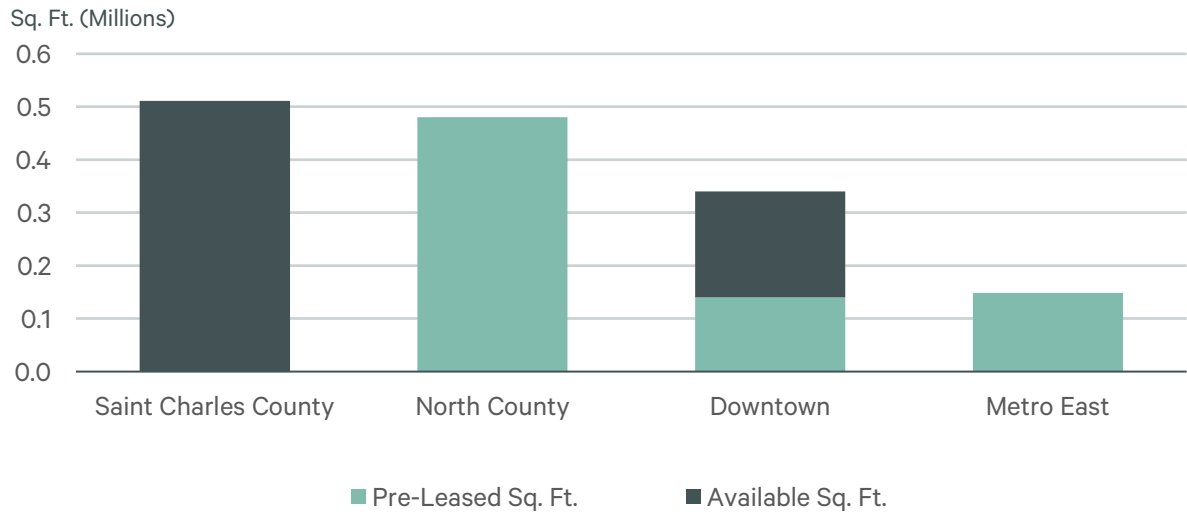 Sq. Ft. (Millions)
0.6
0.5
0.4
0.3
0.2
0.1
0.0
Saint Charles County North County Downtown Metro East
Pre-Leased Sq. Ft. Available Sq. Ft.